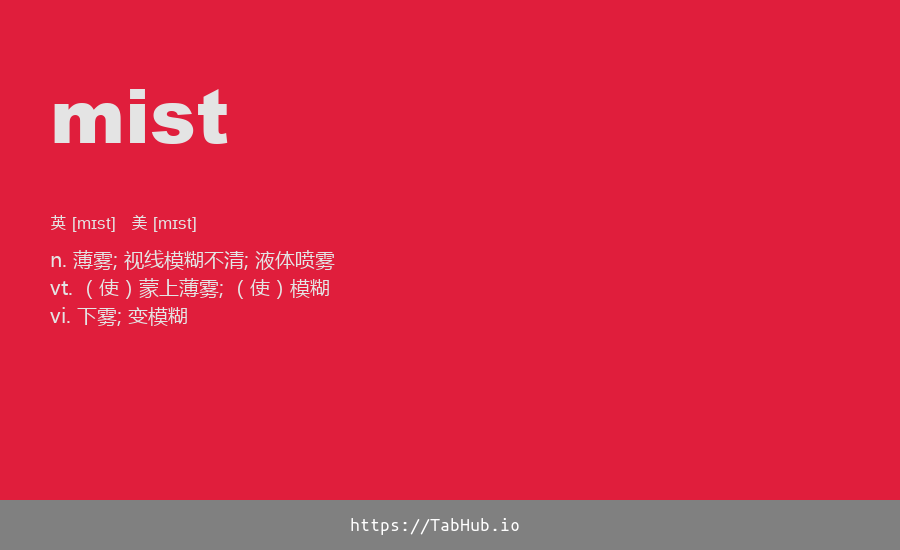 mist
英 [mɪst] 美 [mɪst]
n. 薄雾; 视线模糊不清; 液体喷雾
vt. （使）蒙上薄雾; （使）模糊
vi. 下雾; 变模糊
https://TabHub.io